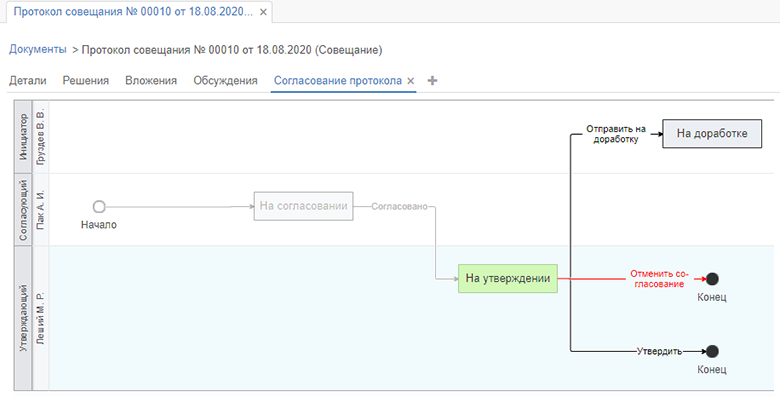 Протокол совещания № 00010 от 18.08.2020...
Документы > Протокол совещания № 00010 от 18.08.2020 (Совещание)
Детали Решения Вложения Обсуждения Согласование протокола
Инициатор
Груздев В. В.
Отправить на
доработку
На доработке
Согласующий
Пак А. И.
Начало
На согласовании
Согласовано
Утверждающий
Леший М. Р.
На утверждении
Отменить со-
гласование
Конец
Утвердить
Конец